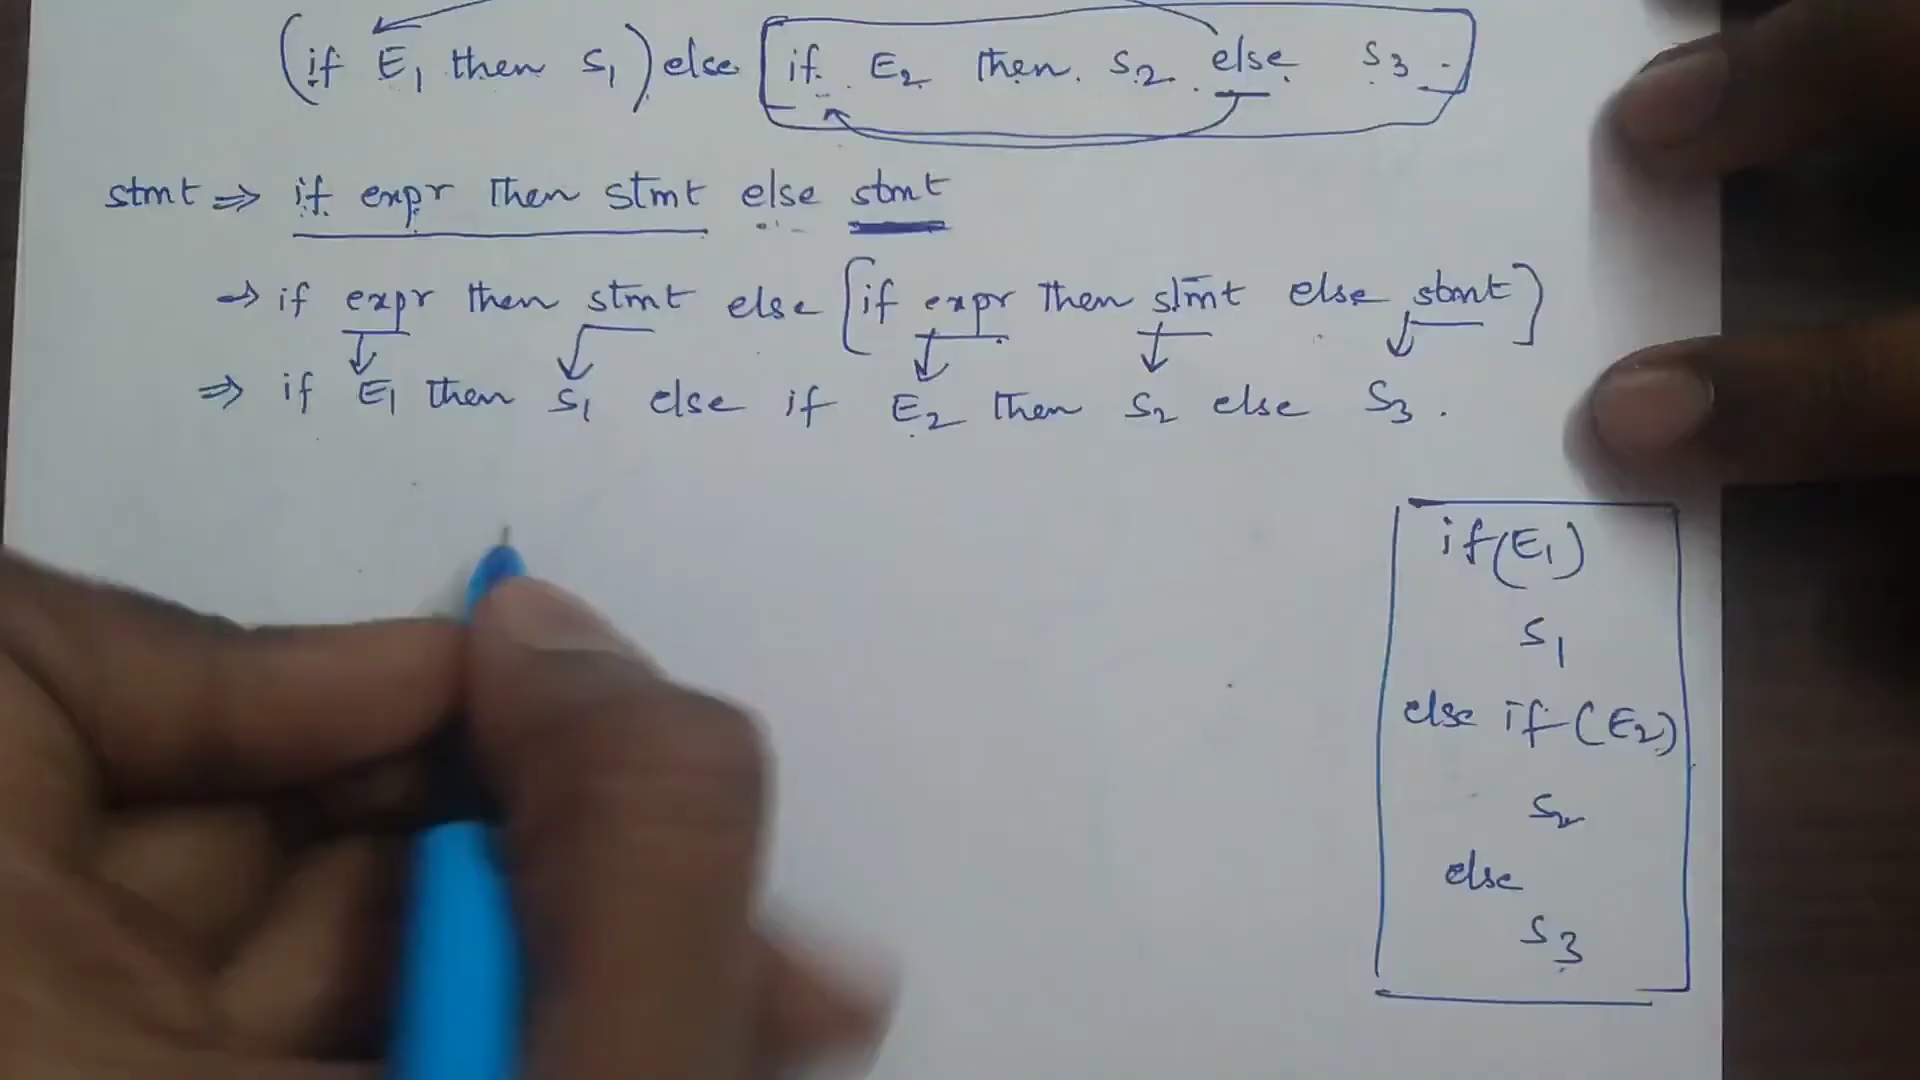 (if E1 then S1) else [if E2 then S2 else S3.]
stmt ⇒ if expr then stmt else stmt
→ if expr then stmt else [if expr then stmt else stmt]
⇒ if E1 then S1 else if E2 then S2 else S3.
if(E1)
S1
else if (E2)
S2
else
S3